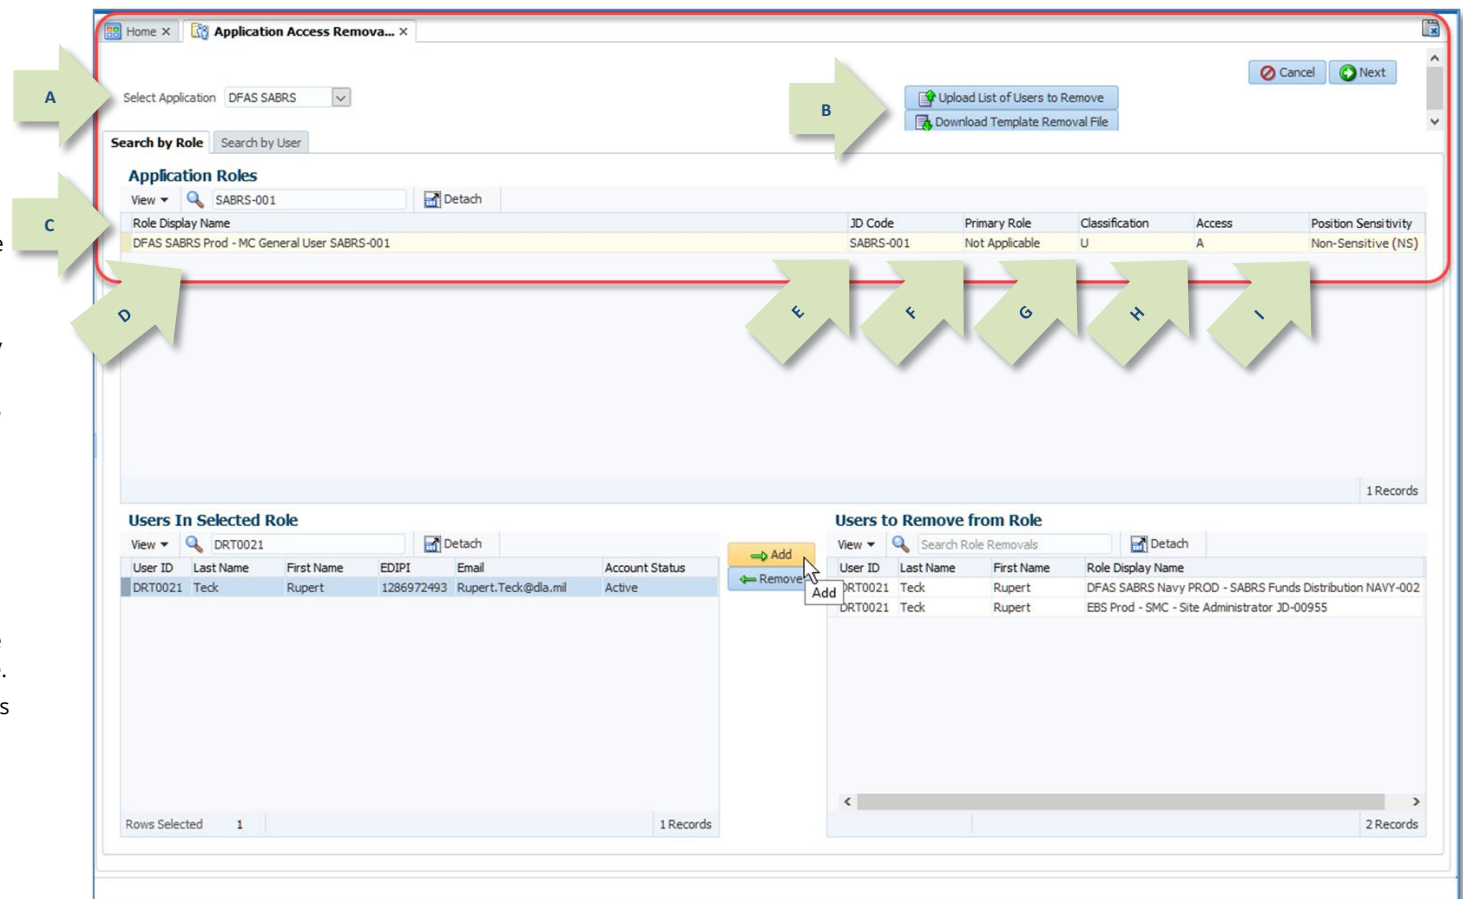 Home ×
Application Access Remova... ×
Cancel
Next
A
Select Application DFAS SABRS
B
Upload List of Users to Remove
Download Template Removal File
Search by Role
Search by User
Application Roles
View
SABRS-001
Detach
C
Role Display Name JD Code Primary Role Classification Access Position Sensitivity
e
DFAS SABRS Prod - MC General User SABRS-001 SABRS-001 Not Applicable U A Non-Sensitive (NS)
D
E
F
G
H
I
1 Records
Users In Selected Role
View
DRT0021
Detach
User ID Last Name First Name EDIPI Email Account Status
DRT0021 Teck Rupert 1286972493 Rupert.Teck@dla.mil Active
Rows Selected 1
1 Records
Add
Remove
Add
Users to Remove from Role
View
Search Role Removals
Detach
User ID Last Name First Name Role Display Name
DRT0021 Teck Rupert DFAS SABRS Navy PROD - SABRS Funds Distribution NAVY-002
DRT0021 Teck Rupert EBS Prod - SMC - Site Administrator JD-00955
2 Records
s